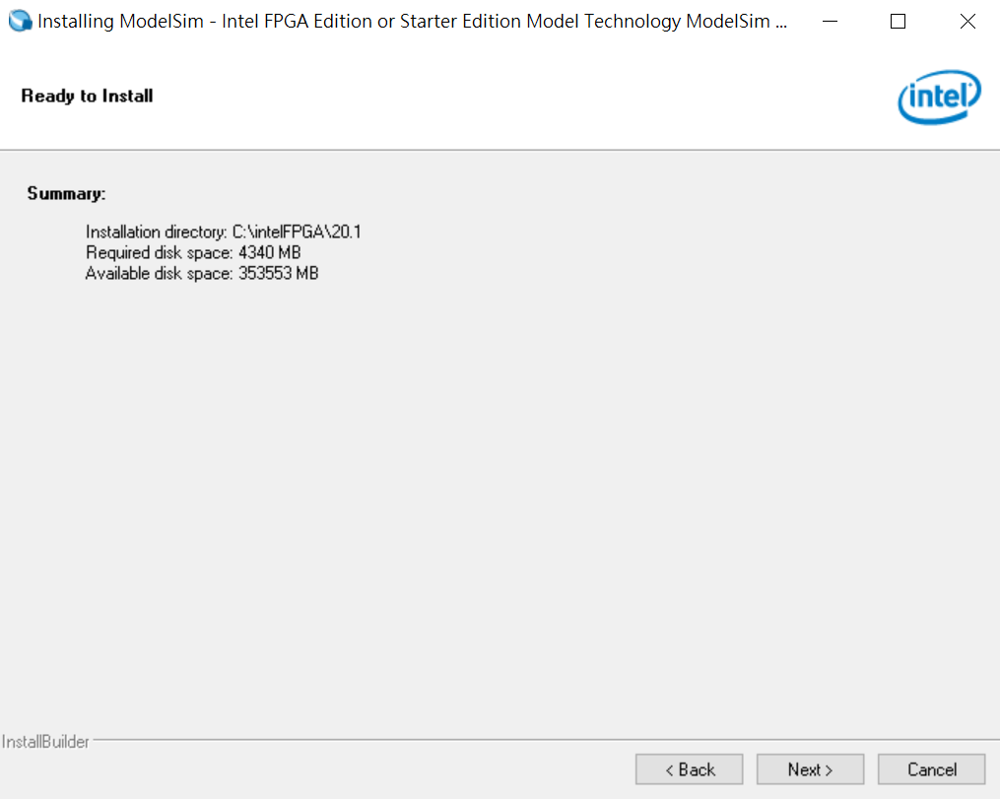 Installing ModelSim - Intel FPGA Edition or Starter Edition Model Technology ModelSim ...
Ready to Install
intel
Summary:
Installation directory: C:\intelFPGA\20.1
Required disk space: 4340 MB
Available disk space: 353553 MB
InstallBuilder
< Back
Next >
Cancel